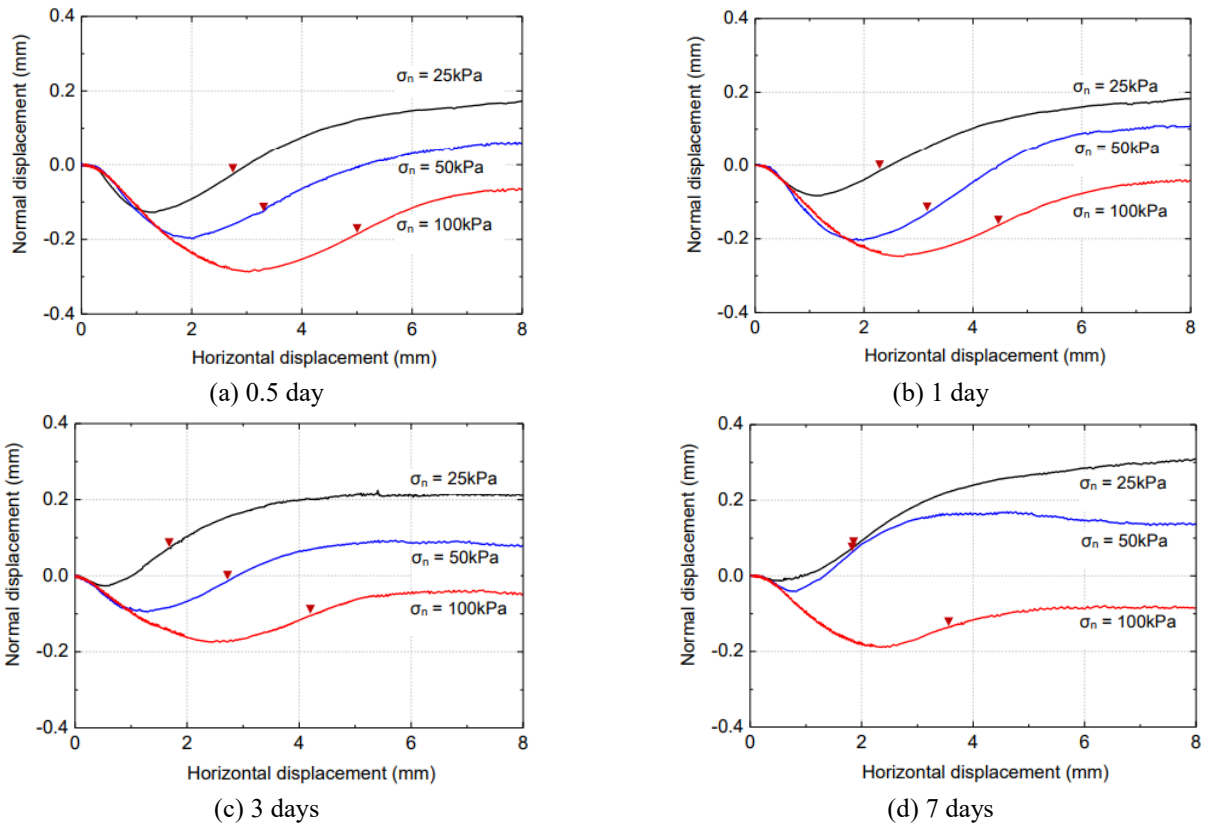 0.4
0.2
0.0
-0.2
-0.4
Normal displacement (mm)
σn = 25kPa
σn = 50kPa
σn = 100kPa
0 2 4 6 8
Horizontal displacement (mm)
(a) 0.5 day
0.4
0.2
0.0
-0.2
-0.4
Normal displacement (mm)
σn = 25kPa
σn = 50kPa
σn = 100kPa
0 2 4 6 8
Horizontal displacement (mm)
(b) 1 day
0.4
0.2
0.0
-0.2
-0.4
Normal displacement (mm)
σn = 25kPa
σn = 50kPa
σn = 100kPa
0 2 4 6 8
Horizontal displacement (mm)
(c) 3 days
0.4
0.2
0.0
-0.2
-0.4
Normal displacement (mm)
σn = 25kPa
σn = 50kPa
σn = 100kPa
0 2 4 6 8
Horizontal displacement (mm)
(d) 7 days